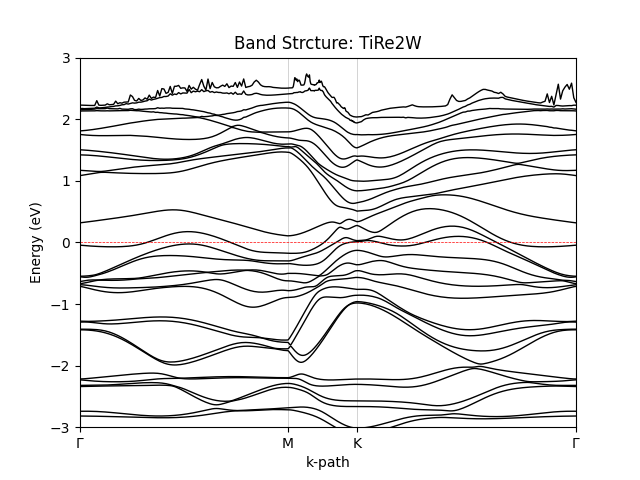 Band Strcture: TiRe2W
3
2
1
0
−1
−2
−3
Energy (eV)
Γ M K Γ
k-path